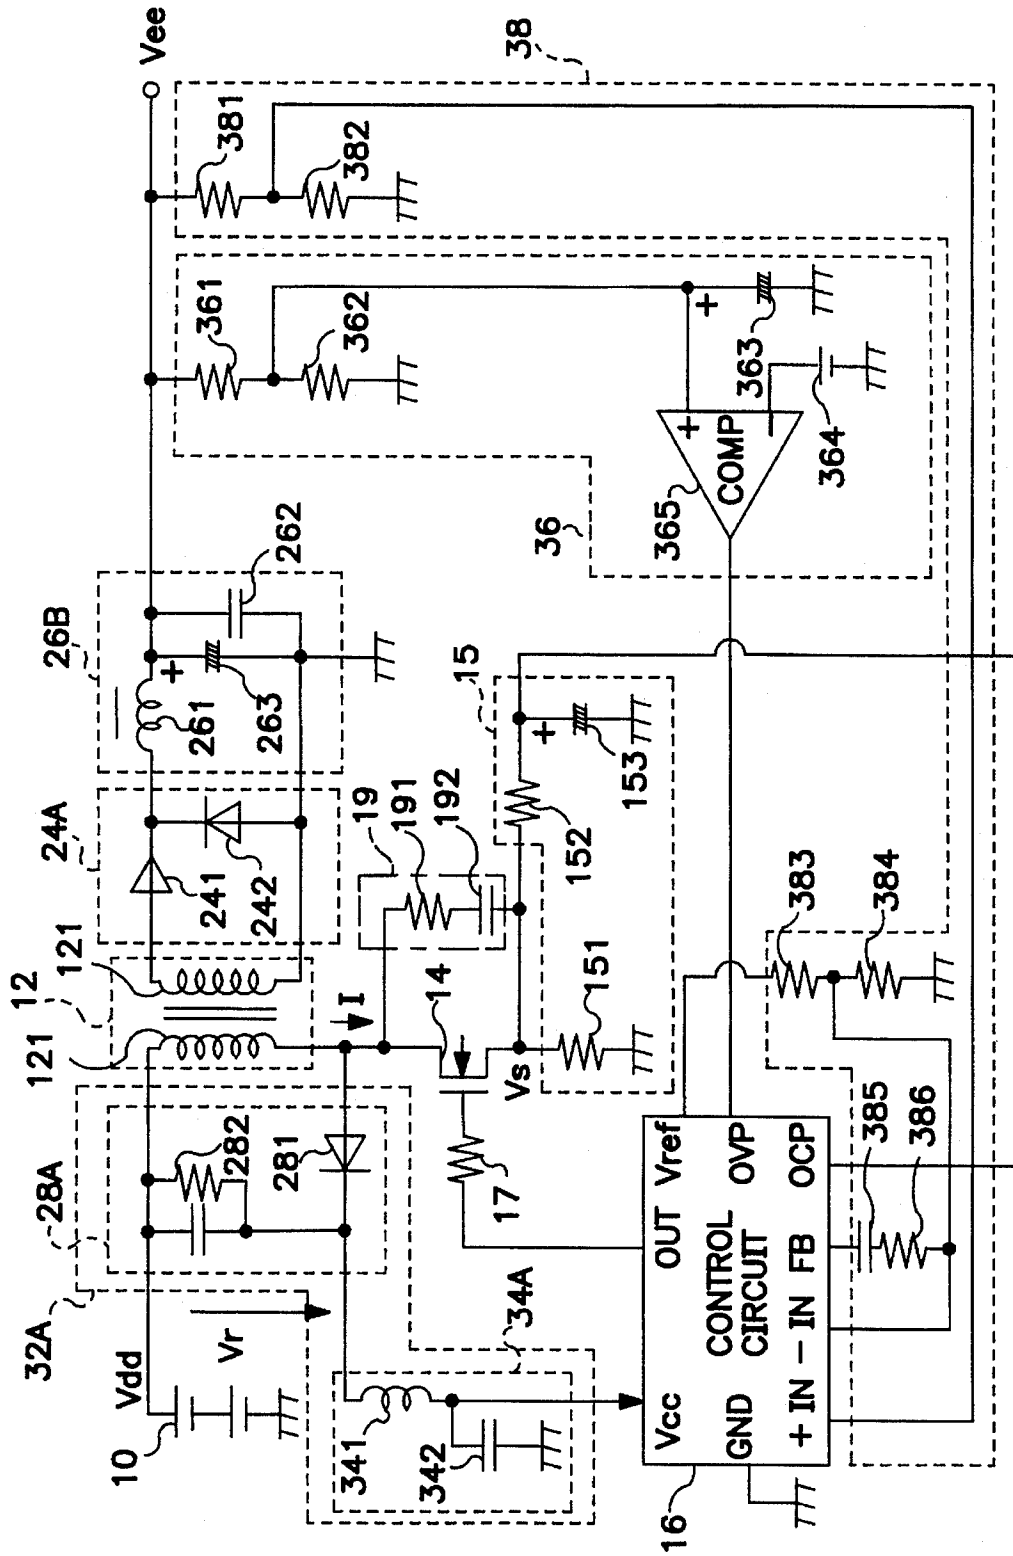 32A
28A
121
12
121
24A
26B
Vee
10
Vdd
Vr
282
281
I
241
242
261
+
263
262
381
382
38
361
362
341
342
34A
17
14
Vs
19
191
192
15
152
+
153
151
36
365
COMP
+
−
+
363
364
16
Vcc
GND
+ IN
− IN
FB
OUT
Vref
OVP
OCP
CONTROL
CIRCUIT
383
384
385
386